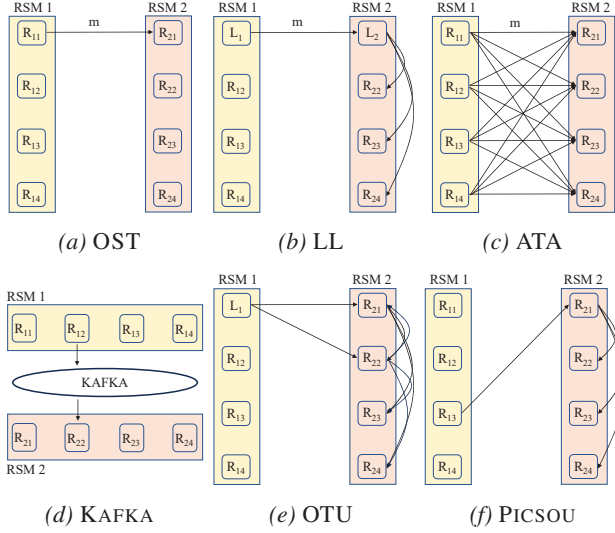 RSM 1
RSM 2
R11
m
R21
R12
R22
R13
R23
R14
R24
(a) OST
RSM 1
RSM 2
L1
m
L2
R12
R22
R13
R23
R14
R24
(b) LL
RSM 1
RSM 2
R11
m
R21
R12
R22
R13
R23
R14
R24
(c) ATA
RSM 1
R11
R12
R13
R14
KAFKA
R21
R22
R23
R24
RSM 2
(d) KAFKA
RSM 1
RSM 2
L1
R21
R12
R22
R13
R23
R14
R24
(e) OTU
RSM 1
RSM 2
R11
R21
R12
R22
R13
R23
R14
R24
(f) PICSOU